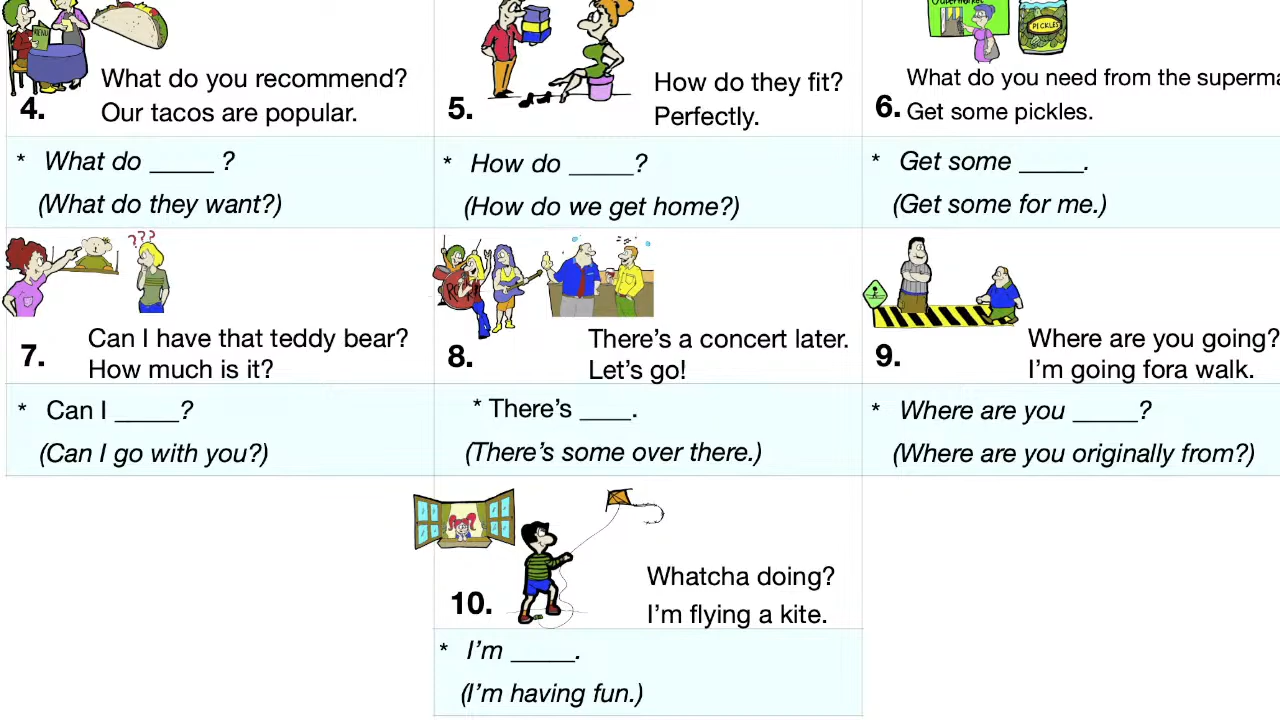 Supermarket
MENU
PICKLES
4.
What do you recommend?
Our tacos are popular.
5.
How do they fit?
Perfectly.
6.
What do you need from the superma
Get some pickles.
* What do _____ ?
(What do they want?)
* How do _____?
(How do we get home?)
* Get some _____.
(Get some for me.)
???
7.
Can I have that teddy bear?
How much is it?
8.
There's a concert later.
Let's go!
9.
Where are you going?
I'm going fora walk.
* Can I _____?
(Can I go with you?)
* There's ____.
(There's some over there.)
* Where are you _____?
(Where are you originally from?)
10.
Whatcha doing?
I'm flying a kite.
* I'm _____.
(I'm having fun.)